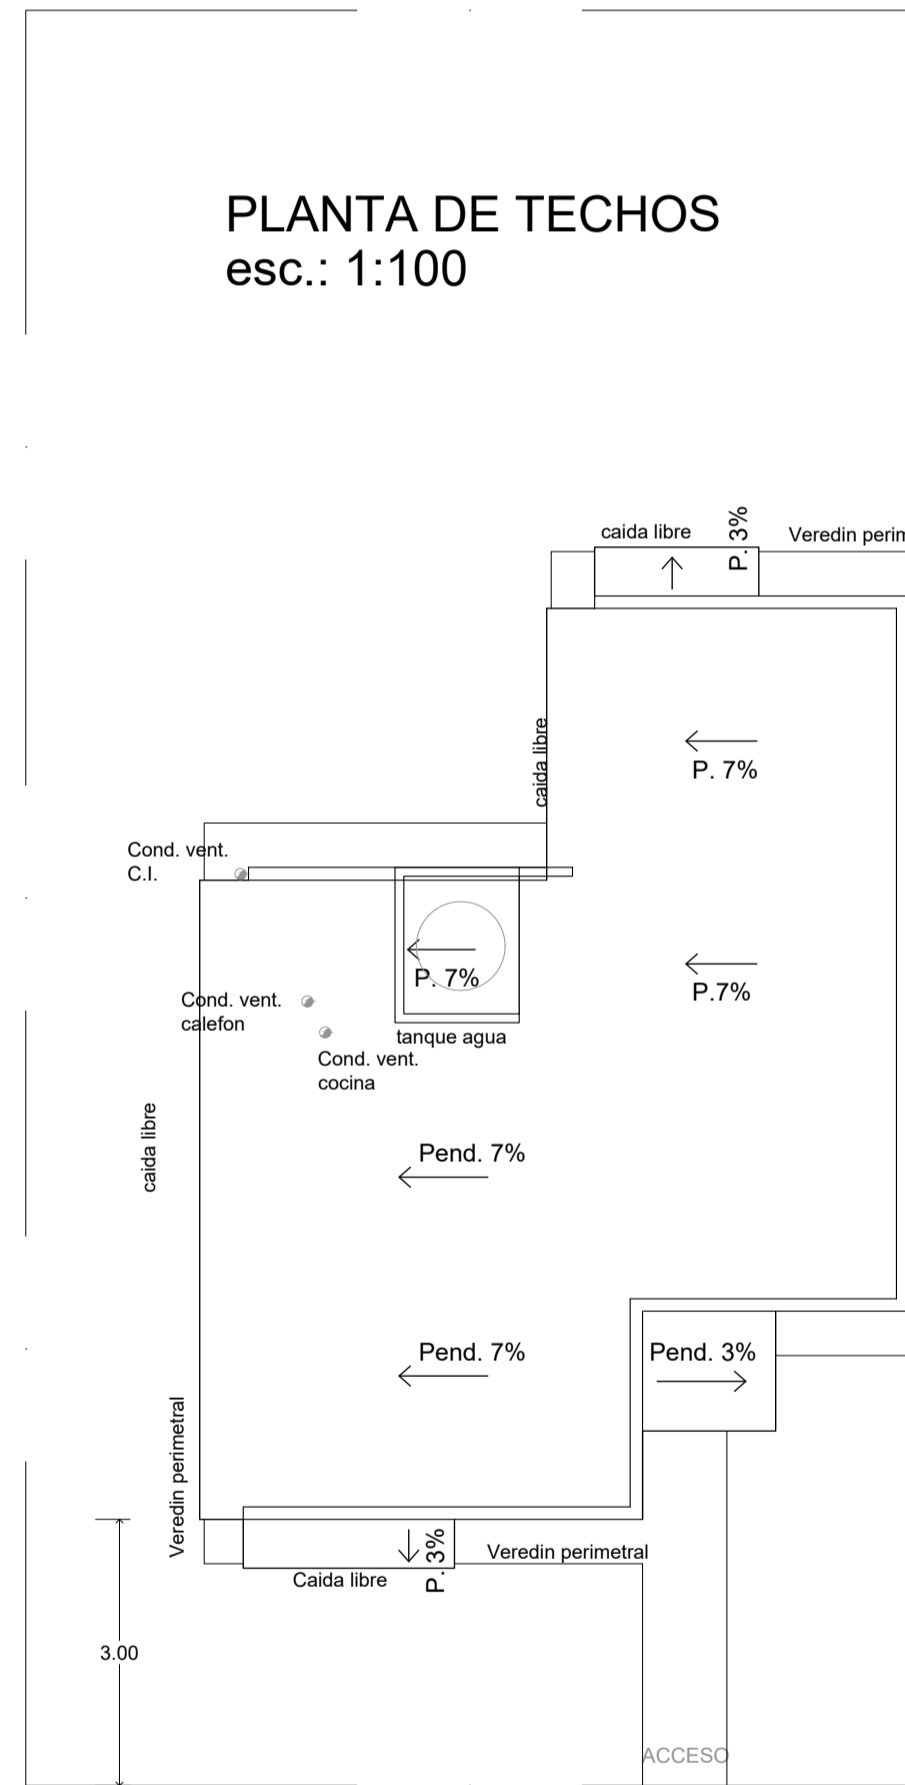 PLANTA DE TECHOS
esc.: 1:100
caida libre
P. 3%
Veredin perim
caida libre
P. 7%
Cond. vent.
C.I.
P. 7%
P.7%
Cond. vent.
calefon
tanque agua
Cond. vent.
cocina
caida libre
Pend. 7%
Pend. 7%
Pend. 3%
Veredin perimetral
P. 3%
Veredin perimetral
Caida libre
3.00
ACCESO